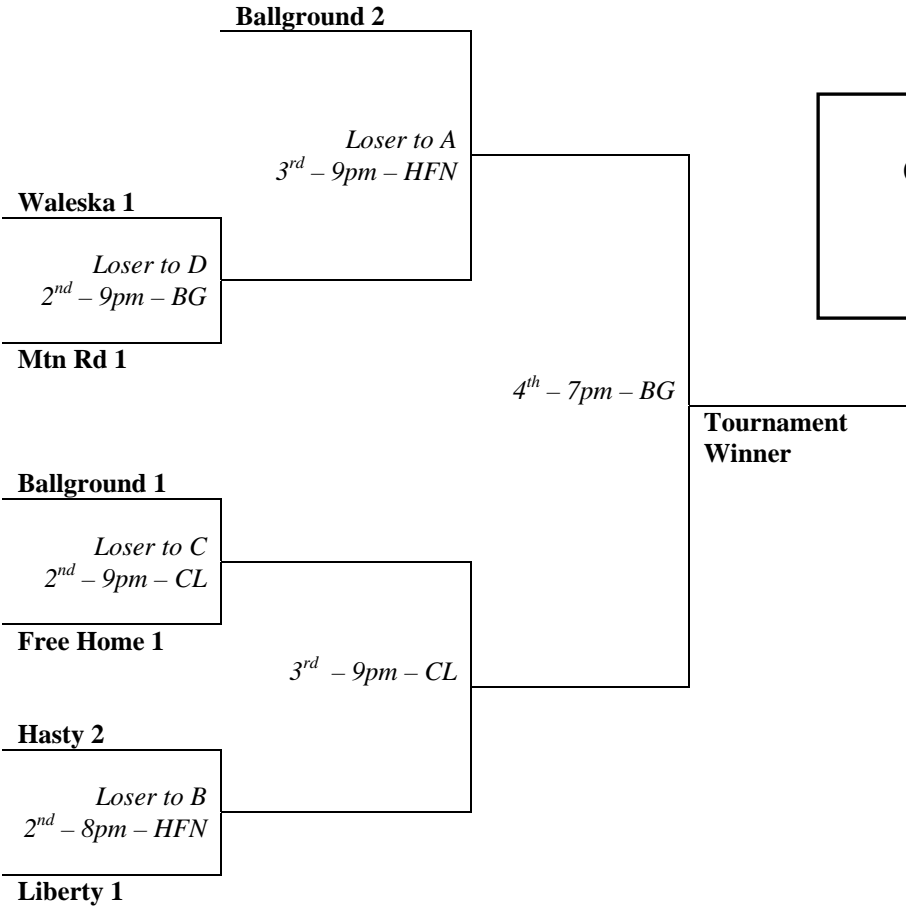 Ballground 2
Loser to A
3rd – 9pm – HFN
Waleska 1
Loser to D
2nd – 9pm – BG
Mtn Rd 1
4th – 7pm – BG
Tournament
Winner
Ballground 1
Loser to C
2nd – 9pm – CL
Free Home 1
3rd – 9pm – CL
Hasty 2
Loser to B
2nd – 8pm – HFN
Liberty 1